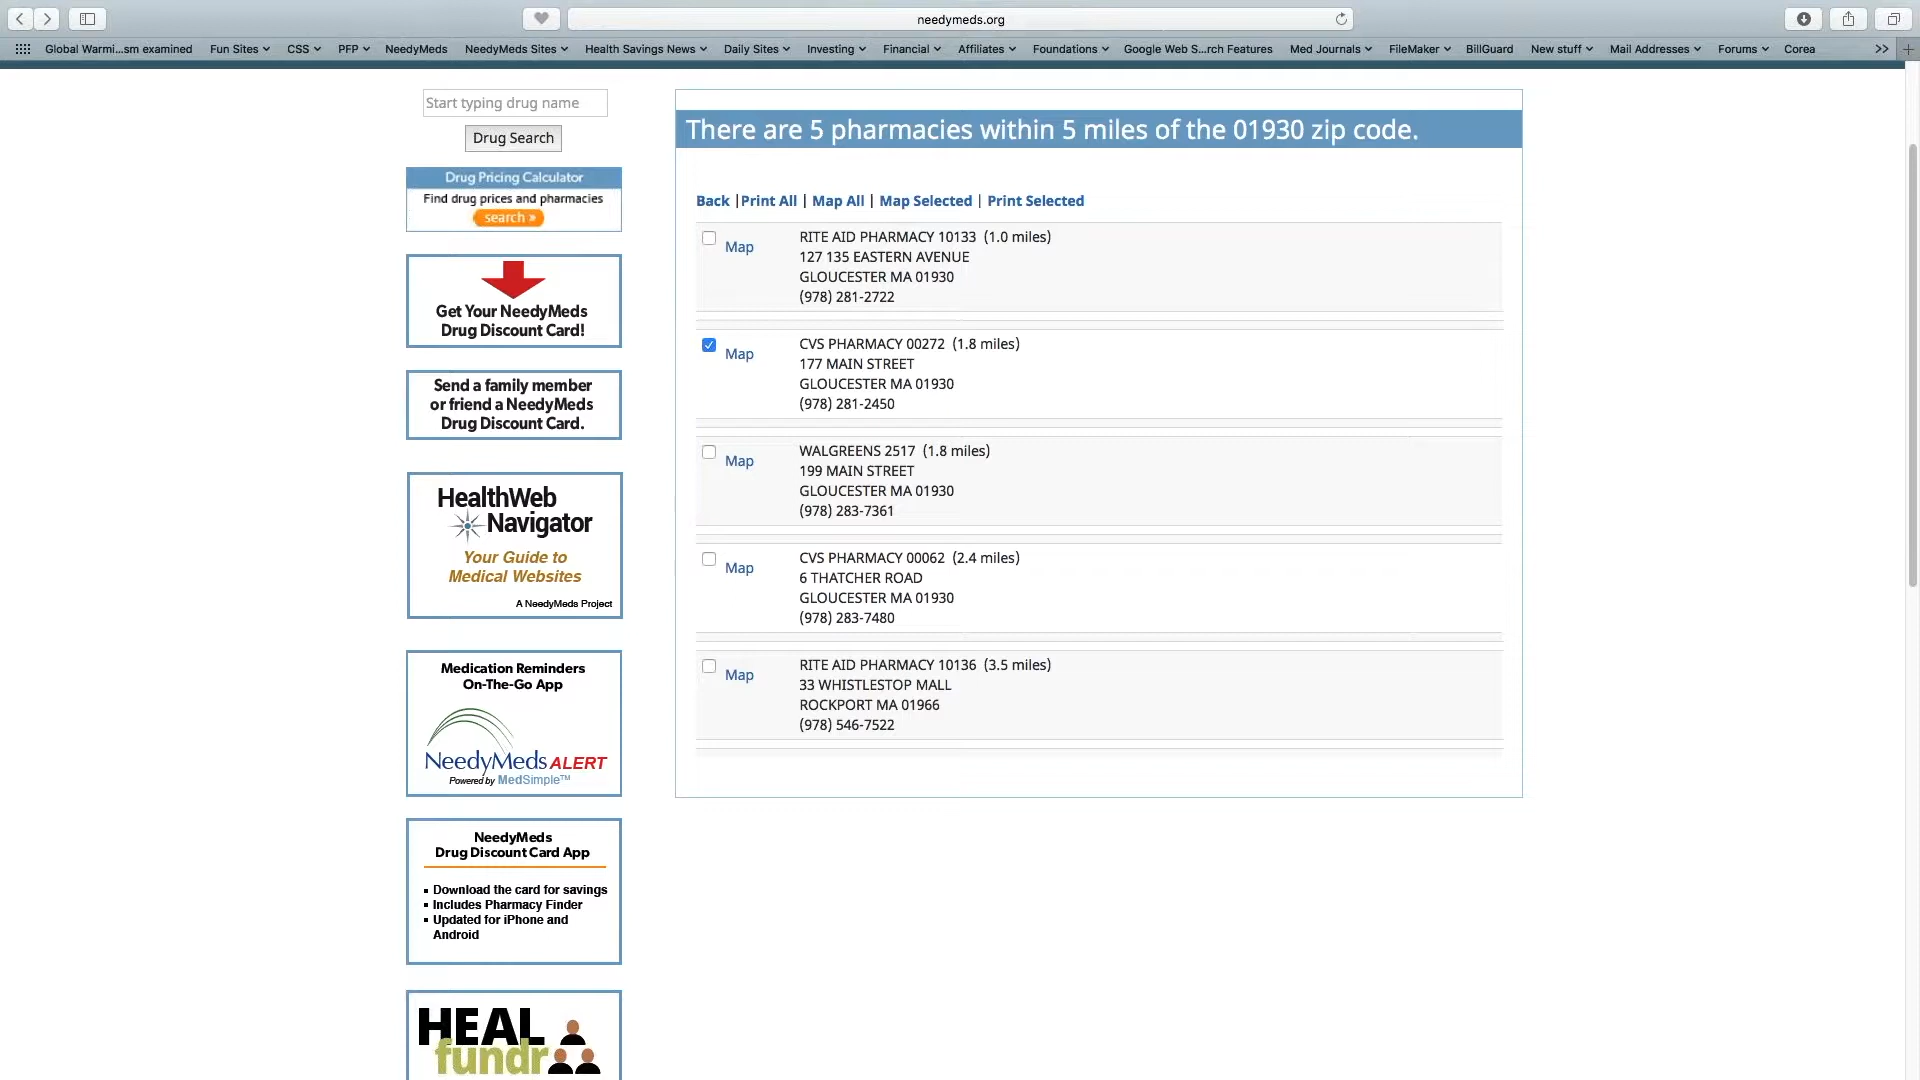 needymeds.org
Global Warmi...sm examined Fun Sites CSS PFP NeedyMeds NeedyMeds Sites Health Savings News Daily Sites Investing Financial Affiliates Foundations Google Web S...rch Features Med Journals FileMaker BillGuard New stuff Mail Addresses Forums Corea >>
Start typing drug name
Drug Search
Drug Pricing Calculator
Find drug prices and pharmacies
search »
Get Your NeedyMeds
Drug Discount Card!
Send a family member
or friend a NeedyMeds
Drug Discount Card.
HealthWeb
Navigator
Your Guide to
Medical Websites
A NeedyMeds Project
Medication Reminders
On-The-Go App
NeedyMeds ALERT
Powered by MedSimple™
NeedyMeds
Drug Discount Card App
▪ Download the card for savings
▪ Includes Pharmacy Finder
▪ Updated for iPhone and
Android
HEAL
fundr
There are 5 pharmacies within 5 miles of the 01930 zip code.
Back |Print All | Map All | Map Selected | Print Selected
Map RITE AID PHARMACY 10133 (1.0 miles)
127 135 EASTERN AVENUE
GLOUCESTER MA 01930
(978) 281-2722
Map CVS PHARMACY 00272 (1.8 miles)
177 MAIN STREET
GLOUCESTER MA 01930
(978) 281-2450
Map WALGREENS 2517 (1.8 miles)
199 MAIN STREET
GLOUCESTER MA 01930
(978) 283-7361
Map CVS PHARMACY 00062 (2.4 miles)
6 THATCHER ROAD
GLOUCESTER MA 01930
(978) 283-7480
Map RITE AID PHARMACY 10136 (3.5 miles)
33 WHISTLESTOP MALL
ROCKPORT MA 01966
(978) 546-7522